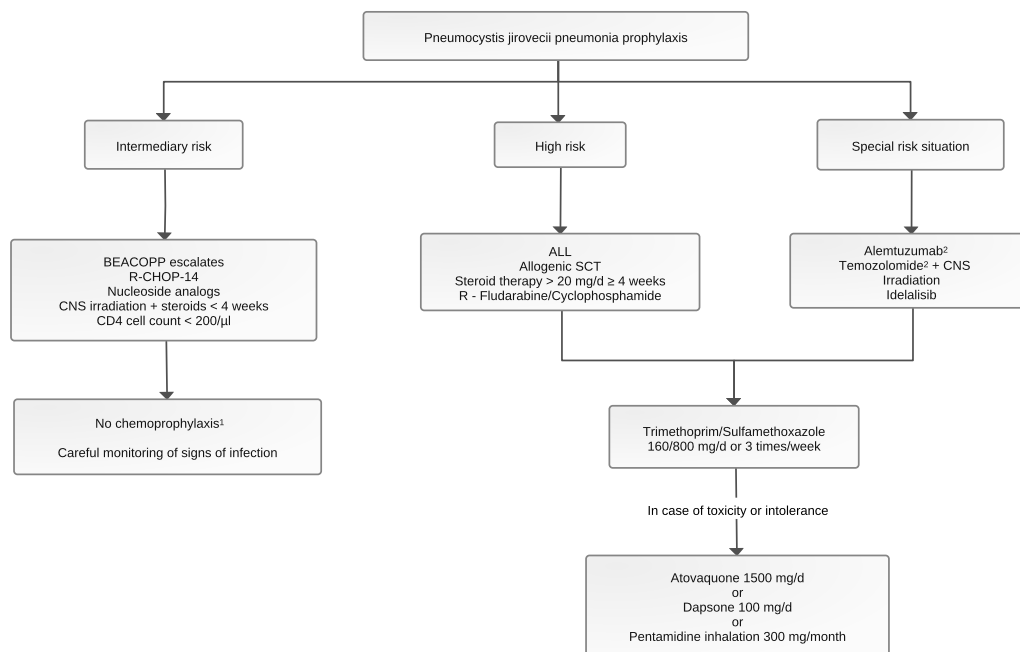 Pneumocystis jirovecii pneumonia prophylaxis
Intermediary risk
High risk
Special risk situation
BEACOPP escalates
R-CHOP-14
Nucleoside analogs
CNS irradiation + steroids < 4 weeks
CD4 cell count < 200/µl
ALL
Allogenic SCT
Steroid therapy > 20 mg/d ≥ 4 weeks
R - Fludarabine/Cyclophosphamide
Alemtuzumab²
Temozolomide² + CNS
Irradiation
Idelalisib
No chemoprophylaxis¹
Careful monitoring of signs of infection
Trimethoprim/Sulfamethoxazole
160/800 mg/d or 3 times/week
In case of toxicity or intolerance
Atovaquone 1500 mg/d
or
Dapsone 100 mg/d
or
Pentamidine inhalation 300 mg/month